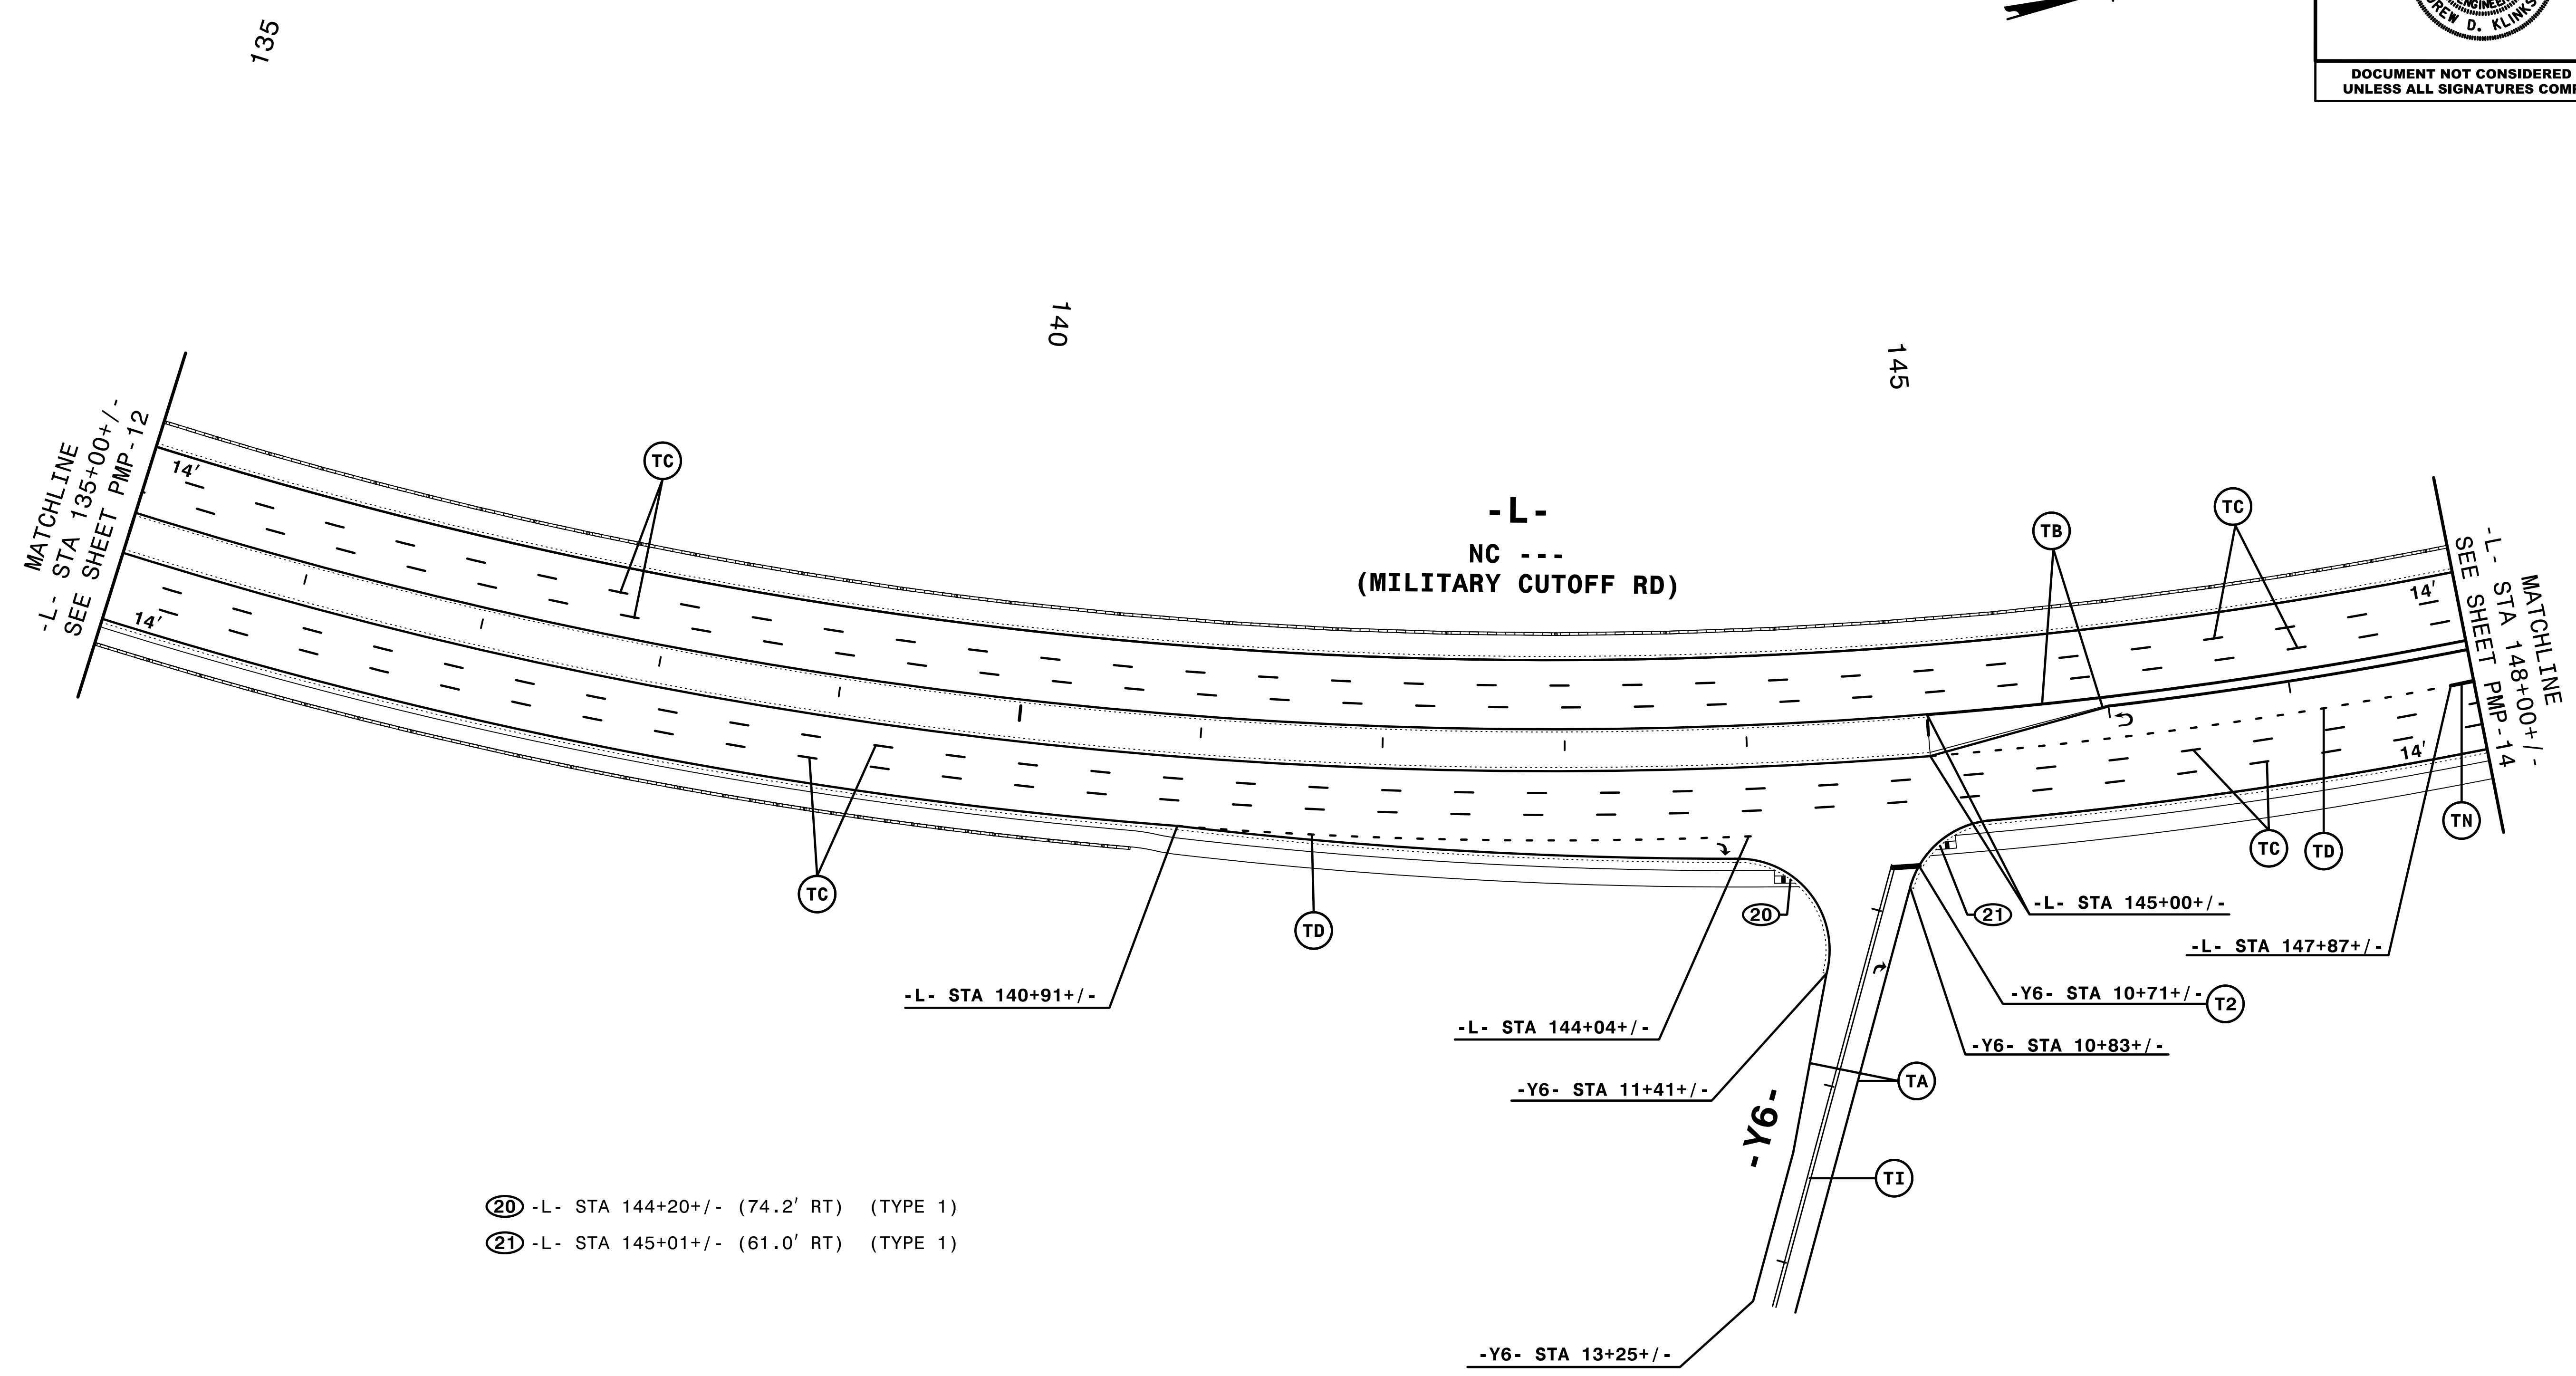 ENGINEE
REW D. KLINKS
DOCUMENT NOT CONSIDERED
UNLESS ALL SIGNATURES COMP
135
140
145
MATCHLINE
-L- STA 135+00+/-
SEE SHEET PMP-12
14'
14'
TC
-L-
NC ---
(MILITARY CUTOFF RD)
TB
TC
14'
14'
MATCHLINE
-L- STA 148+00+/-
SEE SHEET PMP-14
TN
TC
TD
TC
TD
20
21
-L- STA 145+00+/-
-L- STA 147+87+/-
-L- STA 140+91+/-
-Y6- STA 10+71+/-
T2
-L- STA 144+04+/-
-Y6- STA 10+83+/-
-Y6- STA 11+41+/-
TA
-Y6-
TI
20 -L- STA 144+20+/- (74.2' RT) (TYPE 1)
21 -L- STA 145+01+/- (61.0' RT) (TYPE 1)
-Y6- STA 13+25+/-